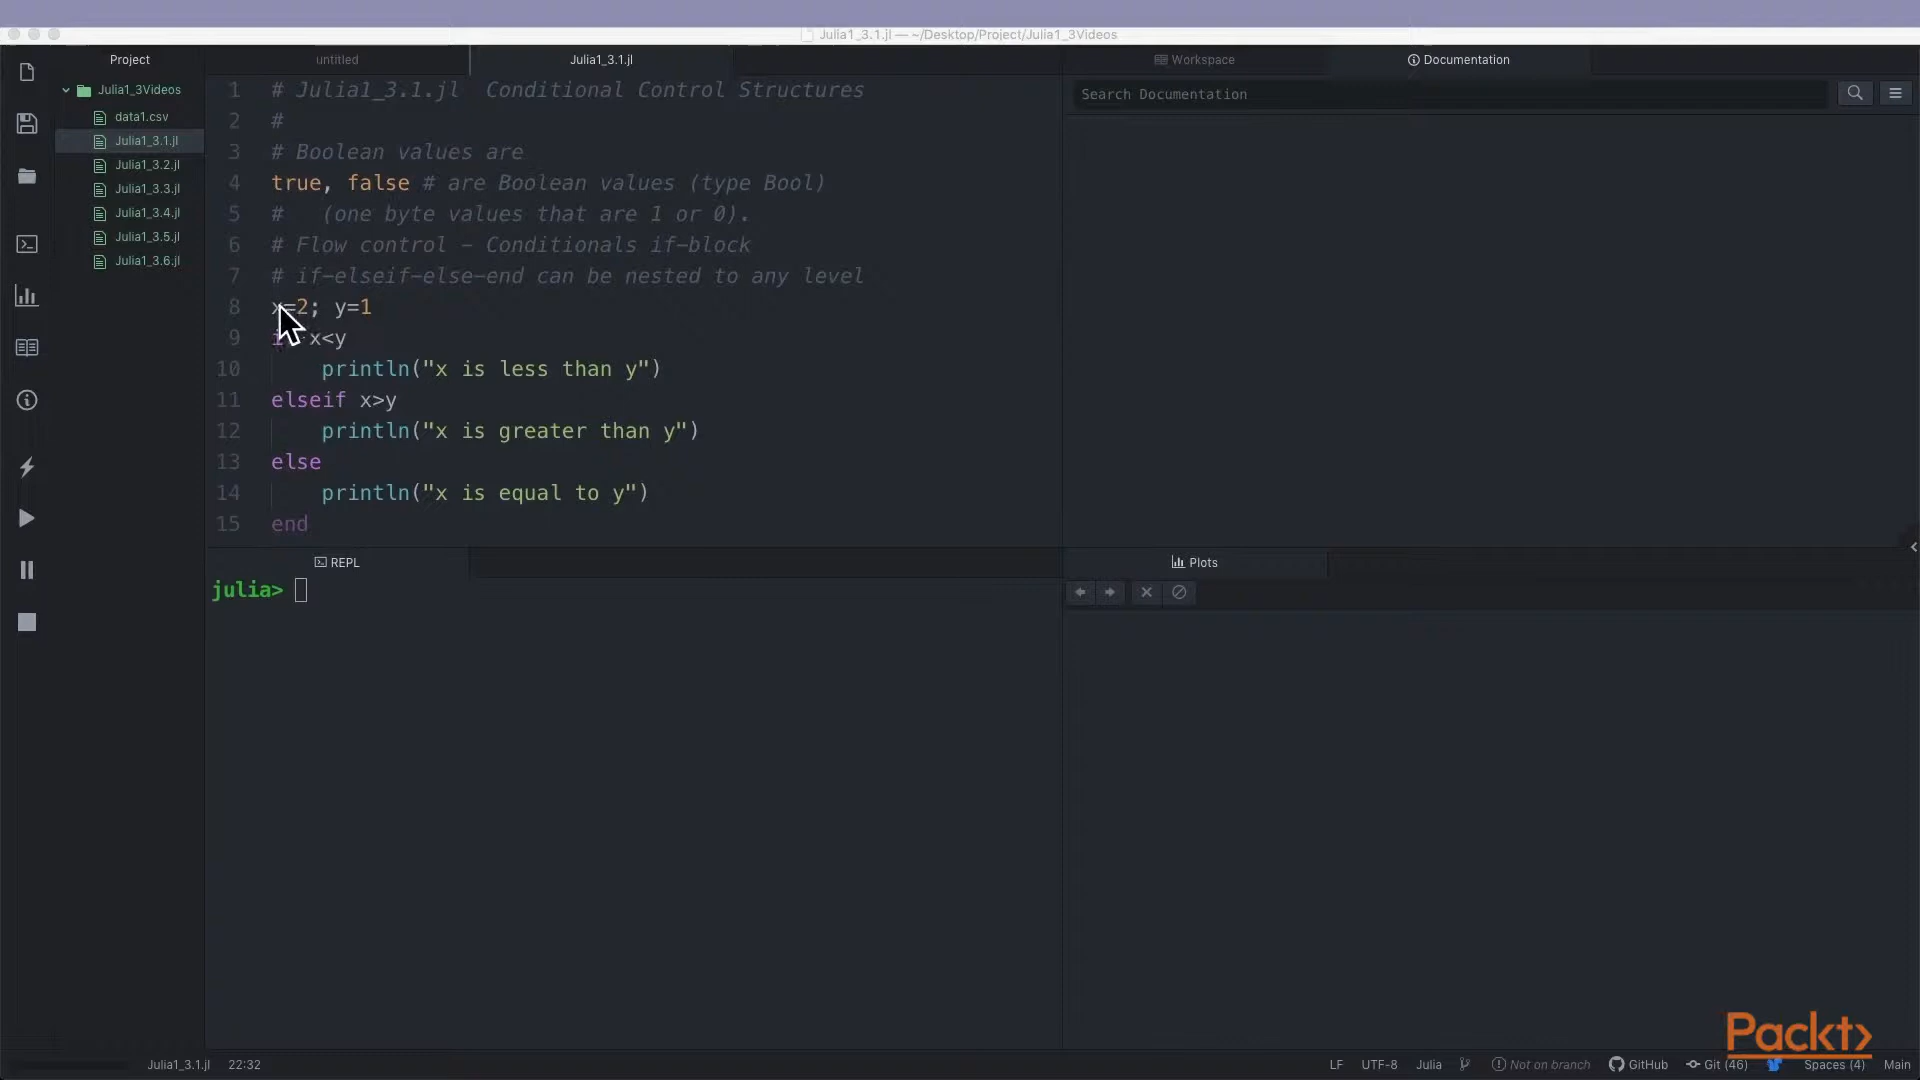 Julia1_3.1.jl — ~/Desktop/Project/Julia1_3Videos
Project
untitled
Julia1_3.1.jl
Workspace
Documentation
Julia1_3Videos
data1.csv
Julia1_3.1.jl
Julia1_3.2.jl
Julia1_3.3.jl
Julia1_3.4.jl
Julia1_3.5.jl
Julia1_3.6.jl
1 # Julia1_3.1.jl  Conditional Control Structures
2 #
3 # Boolean values are
4 true, false # are Boolean values (type Bool)
5 #   (one byte values that are 1 or 0).
6 # Flow control – Conditionals if-block
7 # if-elseif-else-end can be nested to any level
8 x=2; y=1
9 if x<y
10     println("x is less than y")
11 elseif x>y
12     println("x is greater than y")
13 else
14     println("x is equal to y")
15 end
Search Documentation
REPL
julia>
Plots
Packt>
Julia1_3.1.jl 22:32
LF UTF-8 Julia Not on branch GitHub Git (46) Spaces (4) Main